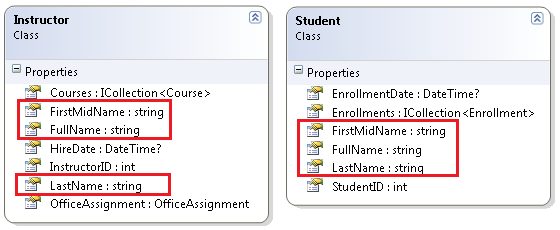 Instructor
Class
Properties
Courses : ICollection<Course>
FirstMidName : string
FullName : string
HireDate : DateTime?
InstructorID : int
LastName : string
OfficeAssignment : OfficeAssignment
Student
Class
Properties
EnrollmentDate : DateTime?
Enrollments : ICollection<Enrollment>
FirstMidName : string
FullName : string
LastName : string
StudentID : int